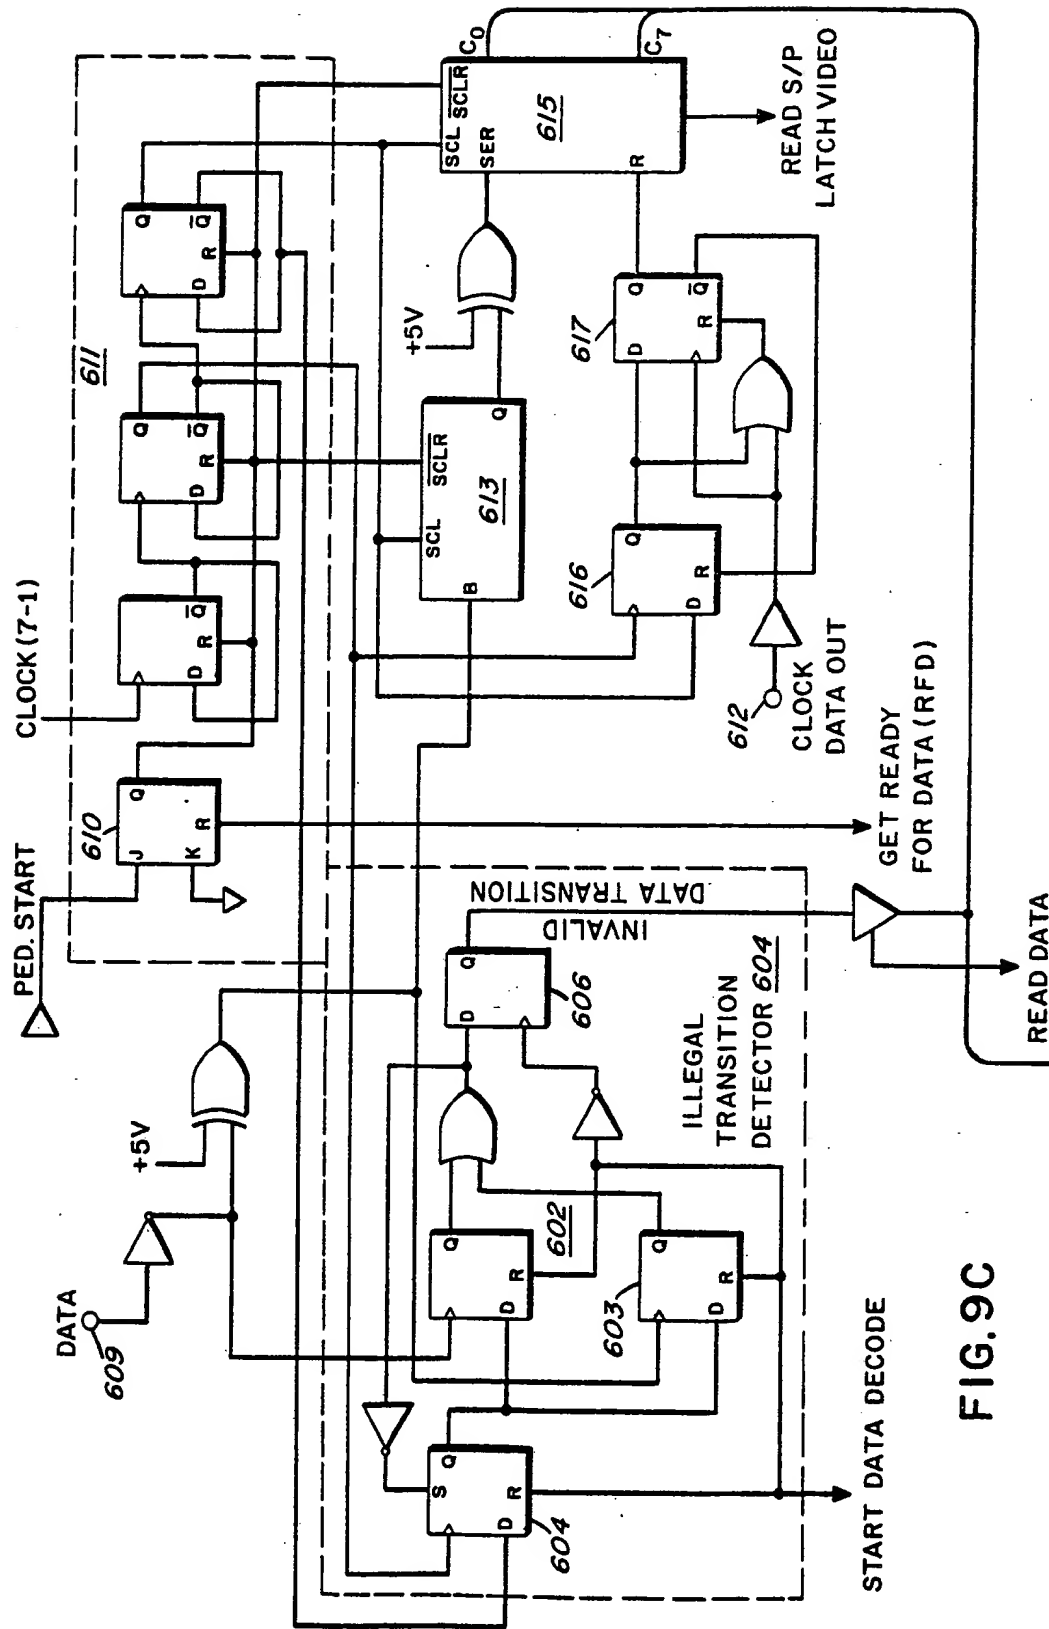 PED. START
CLOCK (7-1)
611
610
J
K
Q
R
D
R
Q
Q
D
R
Q
Q
D
R
Q
DATA
609
+5V
SCL
SCLR
613
B
Q
+5V
SCL
SCLR
SER
615
R
C0
C7
READ S/P
LATCH VIDEO
616
Q
D
R
617
D
Q
R
Q
612
CLOCK
DATA OUT
GET READY
FOR DATA (RFD)
INVALID
DATA TRANSITION
D
Q
606
ILLEGAL
TRANSITION
DETECTOR 604
602
Q
D
R
603
Q
D
R
S
Q
D
R
604
START DATA DECODE
READ DATA
FIG. 9C